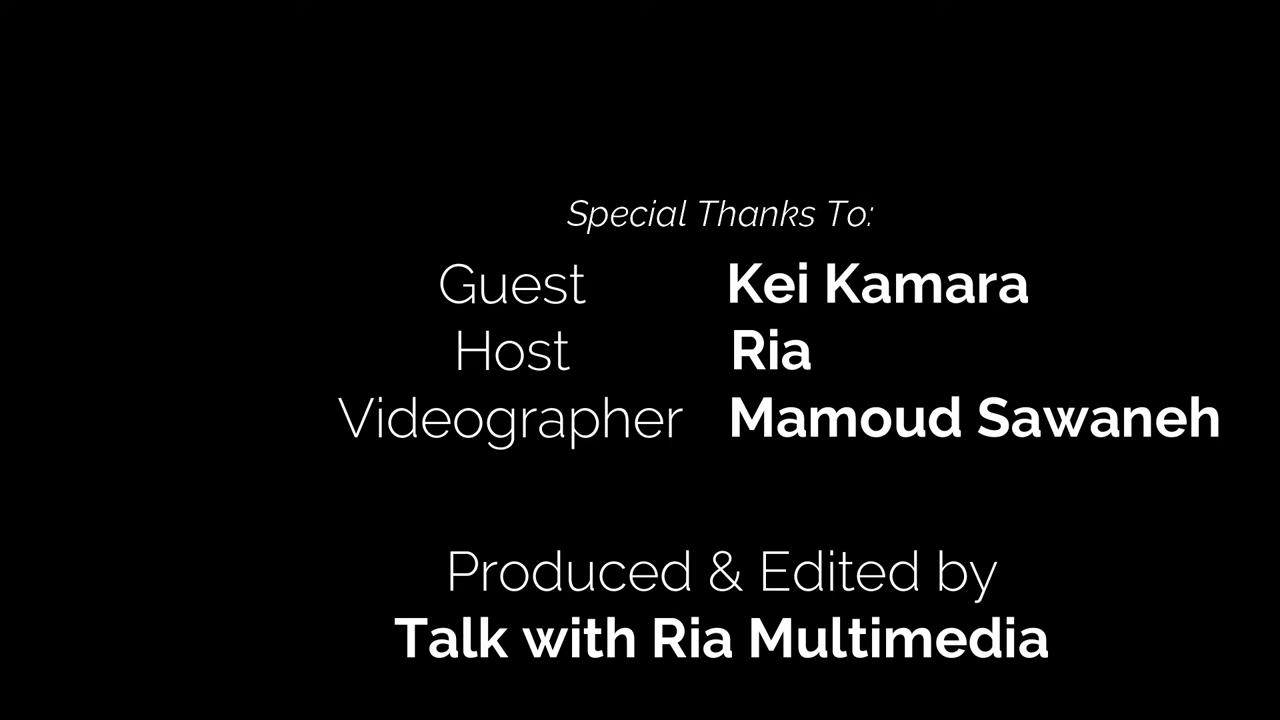 Special Thanks To:
Guest Kei Kamara
Host Ria
Videographer Mamoud Sawaneh
Produced & Edited by
Talk with Ria Multimedia